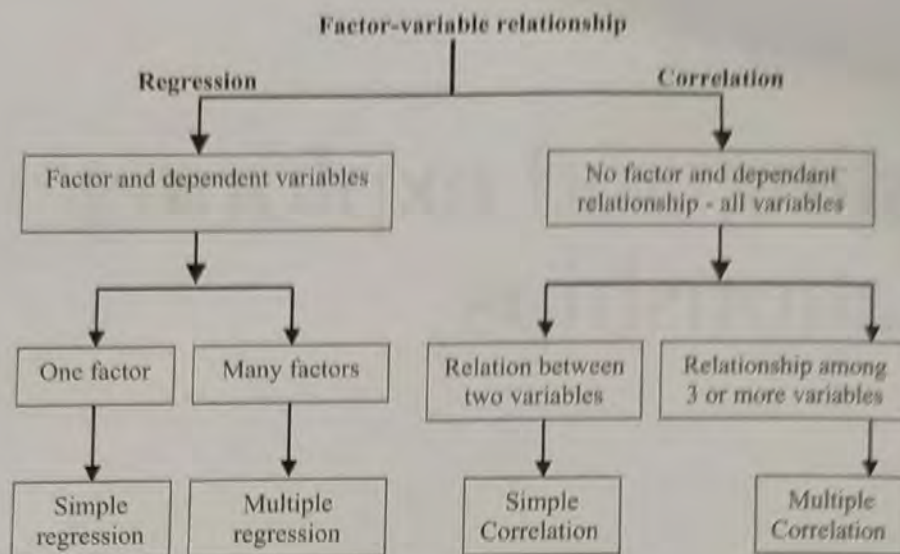 Factor-variable relationship
Regression
Correlation
Factor and dependent variables
No factor and dependant
relationship - all variables
One factor
Many factors
Relation between
two variables
Relationship among
3 or more variables
Simple
regression
Multiple
regression
Simple
Correlation
Multiple
Correlation